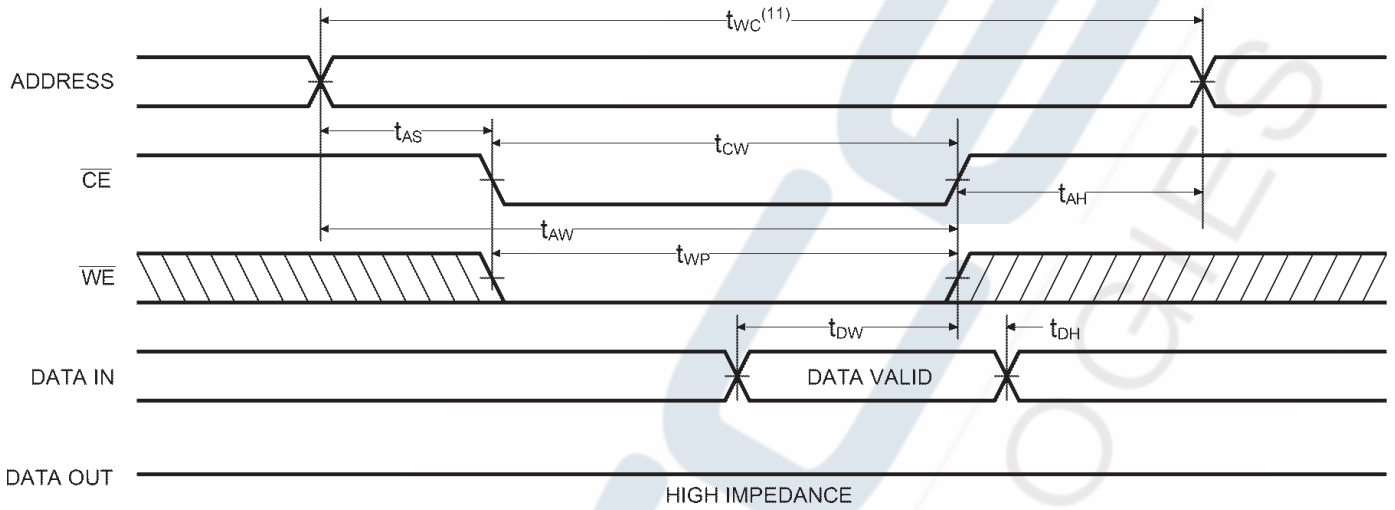 tWC(11)
ADDRESS
tAS
tCW
CE
tAH
tAW
WE
tWP
tDW
tDH
DATA IN
DATA VALID
DATA OUT
HIGH IMPEDANCE
OGIES